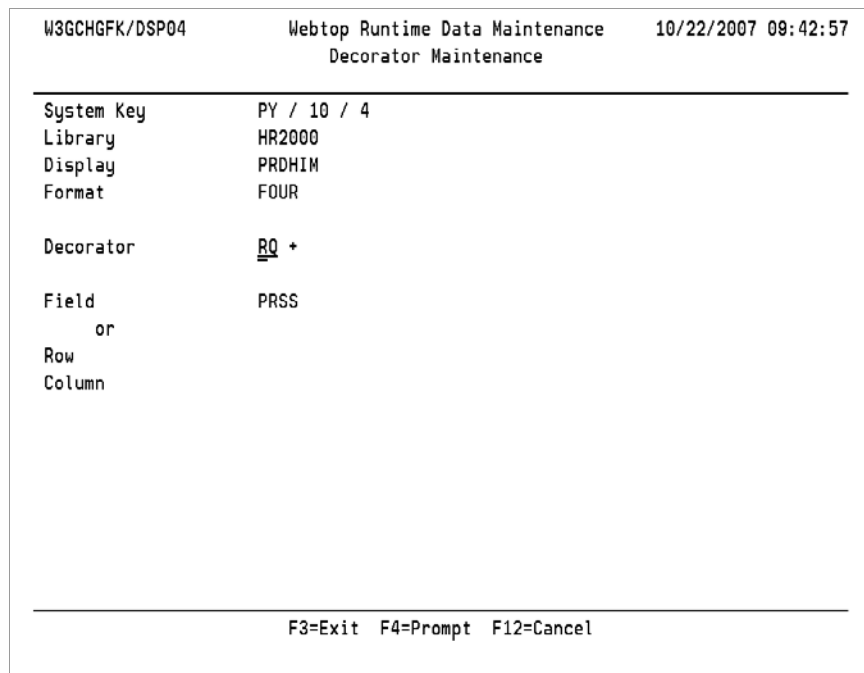 W3GCHGFK/DSP04 Webtop Runtime Data Maintenance 10/22/2007 09:42:57
Decorator Maintenance
System Key PY / 10 / 4
Library HR2000
Display PRDHIM
Format FOUR
Decorator RQ +
Field PRSS
or
Row
Column
F3=Exit F4=Prompt F12=Cancel